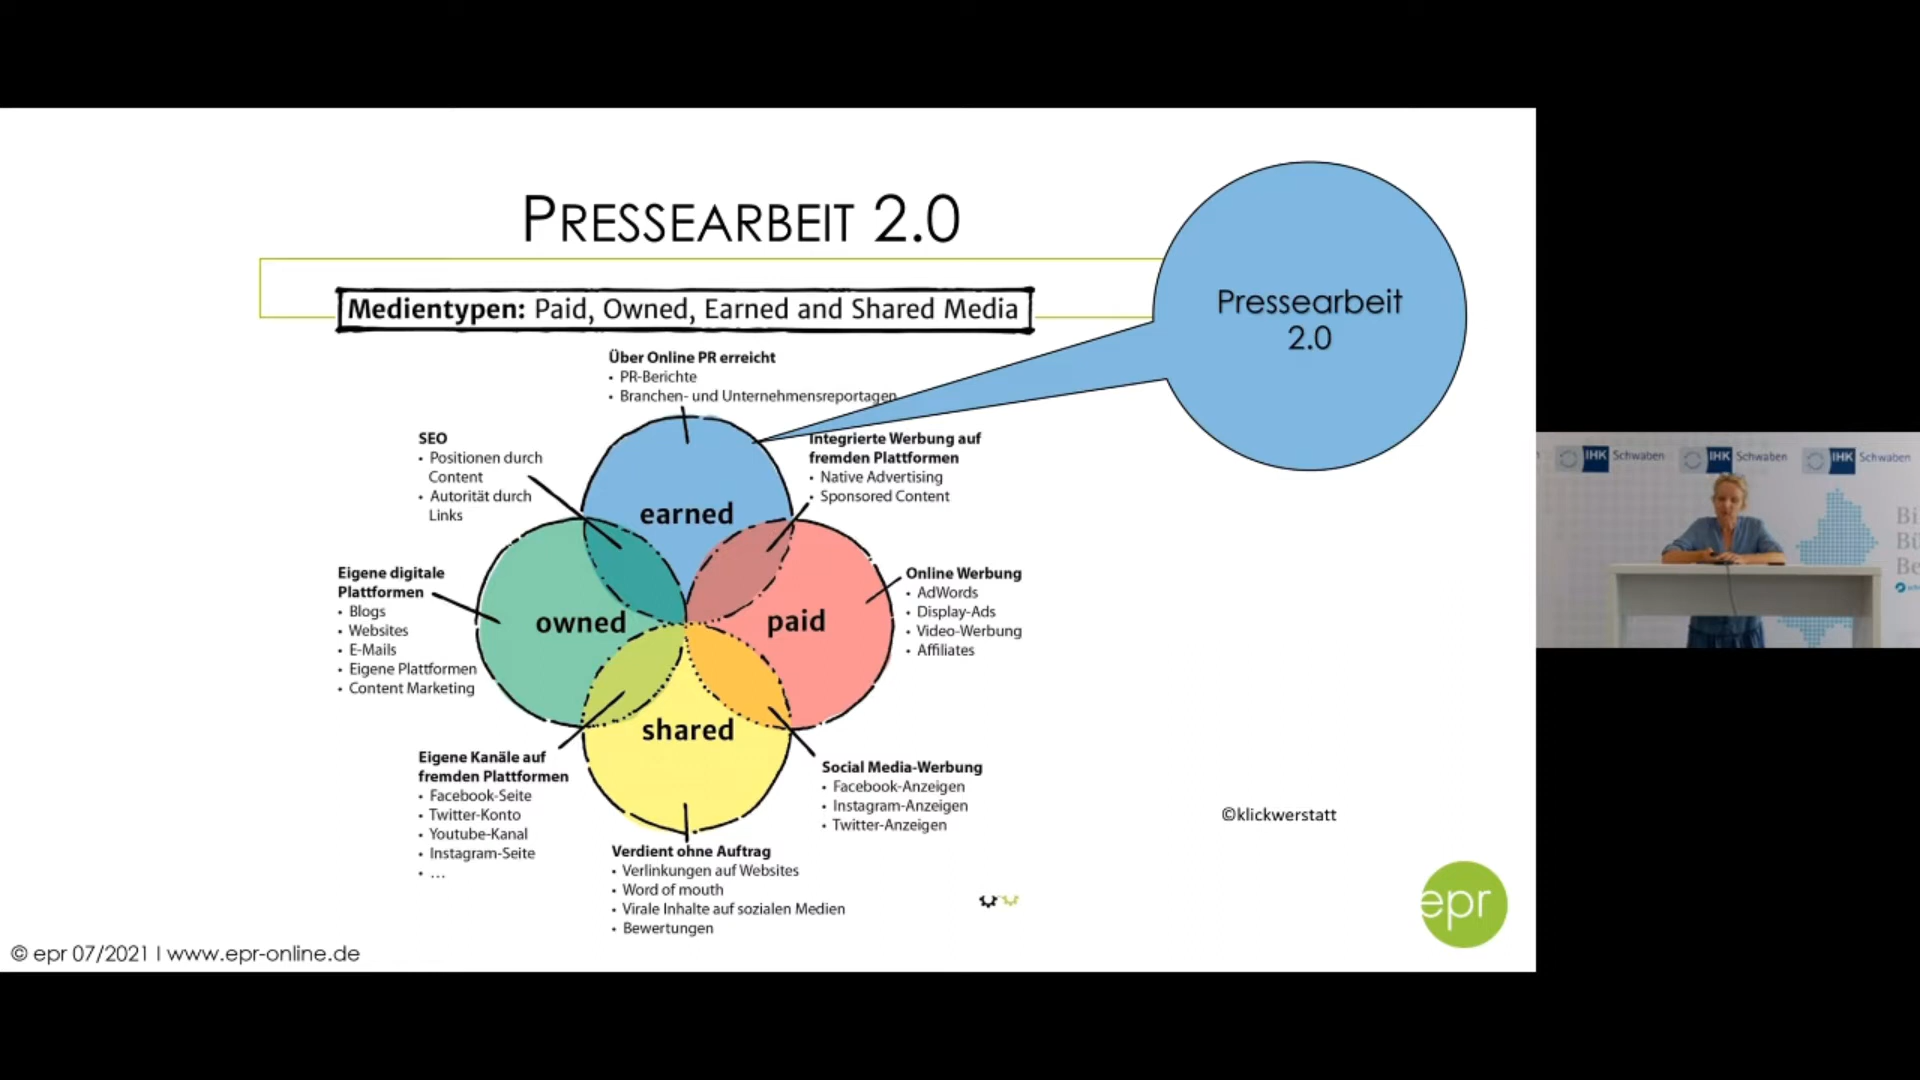 PRESSEARBEIT 2.0
Medientypen: Paid, Owned, Earned and Shared Media
Pressearbeit
2.0
Über Online PR erreicht
• PR-Berichte
• Branchen- und Unternehmensreportagen
SEO
• Positionen durch
Content
• Autorität durch
Links
Integrierte Werbung auf
fremden Plattformen
• Native Advertising
• Sponsored Content
earned
Eigene digitale
Plattformen
• Blogs
• Websites
• E-Mails
• Eigene Plattformen
• Content Marketing
owned
paid
Online Werbung
• AdWords
• Display-Ads
• Video-Werbung
• Affiliates
shared
Eigene Kanäle auf
fremden Plattformen
• Facebook-Seite
• Twitter-Konto
• Youtube-Kanal
• Instagram-Seite
• …
Social Media-Werbung
• Facebook-Anzeigen
• Instagram-Anzeigen
• Twitter-Anzeigen
Verdient ohne Auftrag
• Verlinkungen auf Websites
• Word of mouth
• Virale Inhalte auf sozialen Medien
• Bewertungen
©klickwerstatt
epr
© epr 07/2021 | www.epr-online.de
IHK Schwaben
IHK Schwaben
IHK Schwaben
Bi
Bü
Be